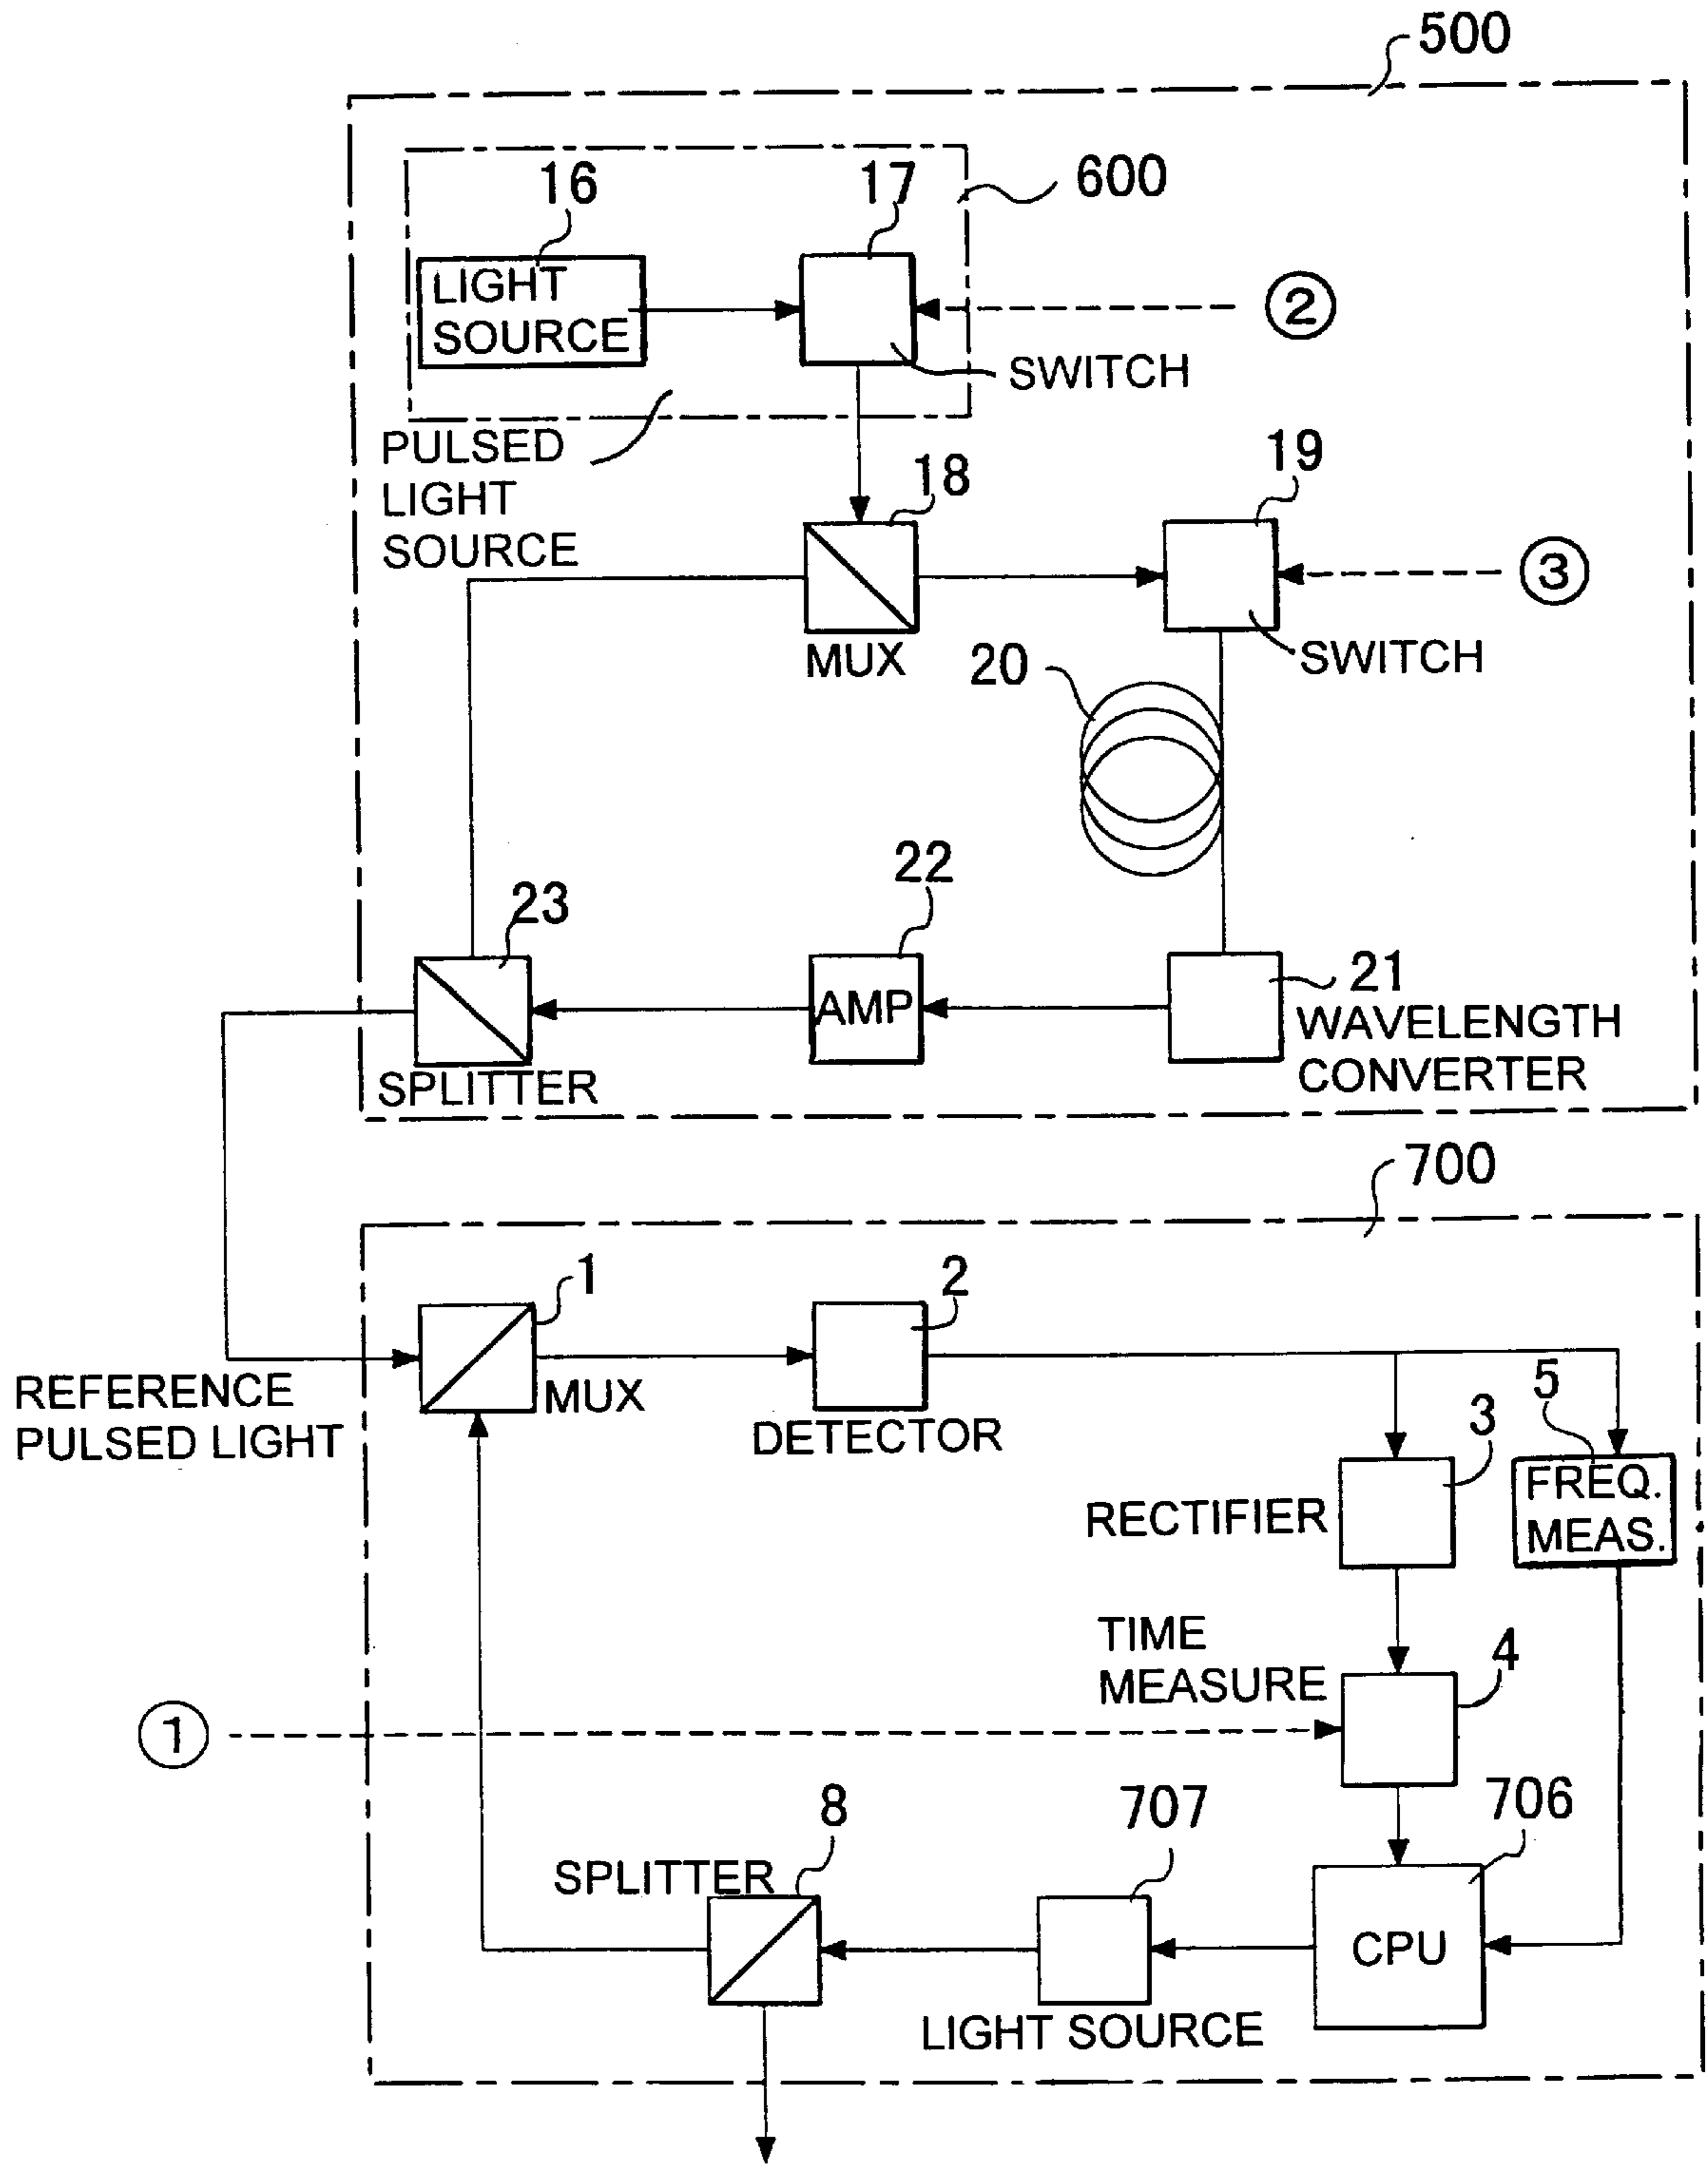 500
600
16
17
LIGHT
SOURCE
②
SWITCH
PULSED
LIGHT
SOURCE
18
19
③
MUX
SWITCH
20
22
23
21
AMP
WAVELENGTH
CONVERTER
SPLITTER
700
1
2
REFERENCE
PULSED LIGHT
MUX
DETECTOR
5
3
FREQ.
MEAS.
RECTIFIER
TIME
MEASURE
4
①
8
707
706
SPLITTER
CPU
LIGHT SOURCE